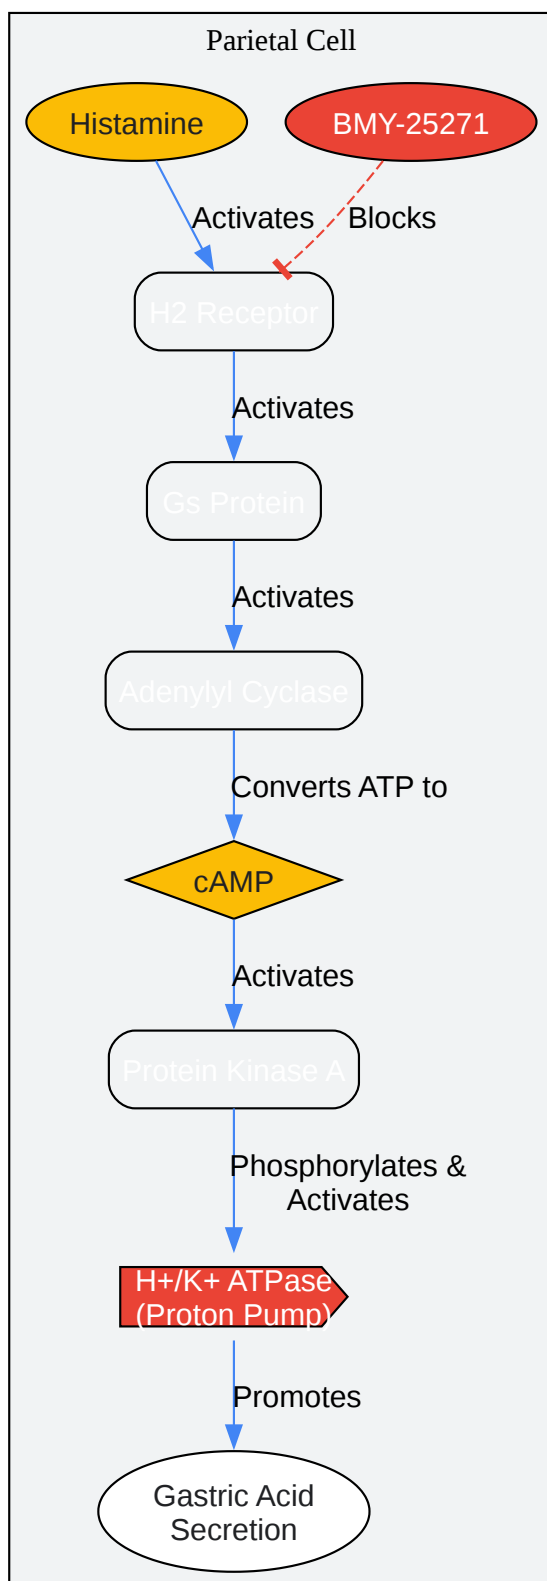 Parietal Cell
Histamine
BMY-25271
Activates
Blocks
H2 Receptor
Activates
Gs Protein
Activates
Adenylyl Cyclase
Converts ATP to
cAMP
Activates
Protein Kinase A
Phosphorylates &
Activates
H+/K+ ATPase
(Proton Pump)
Promotes
Gastric Acid
Secretion